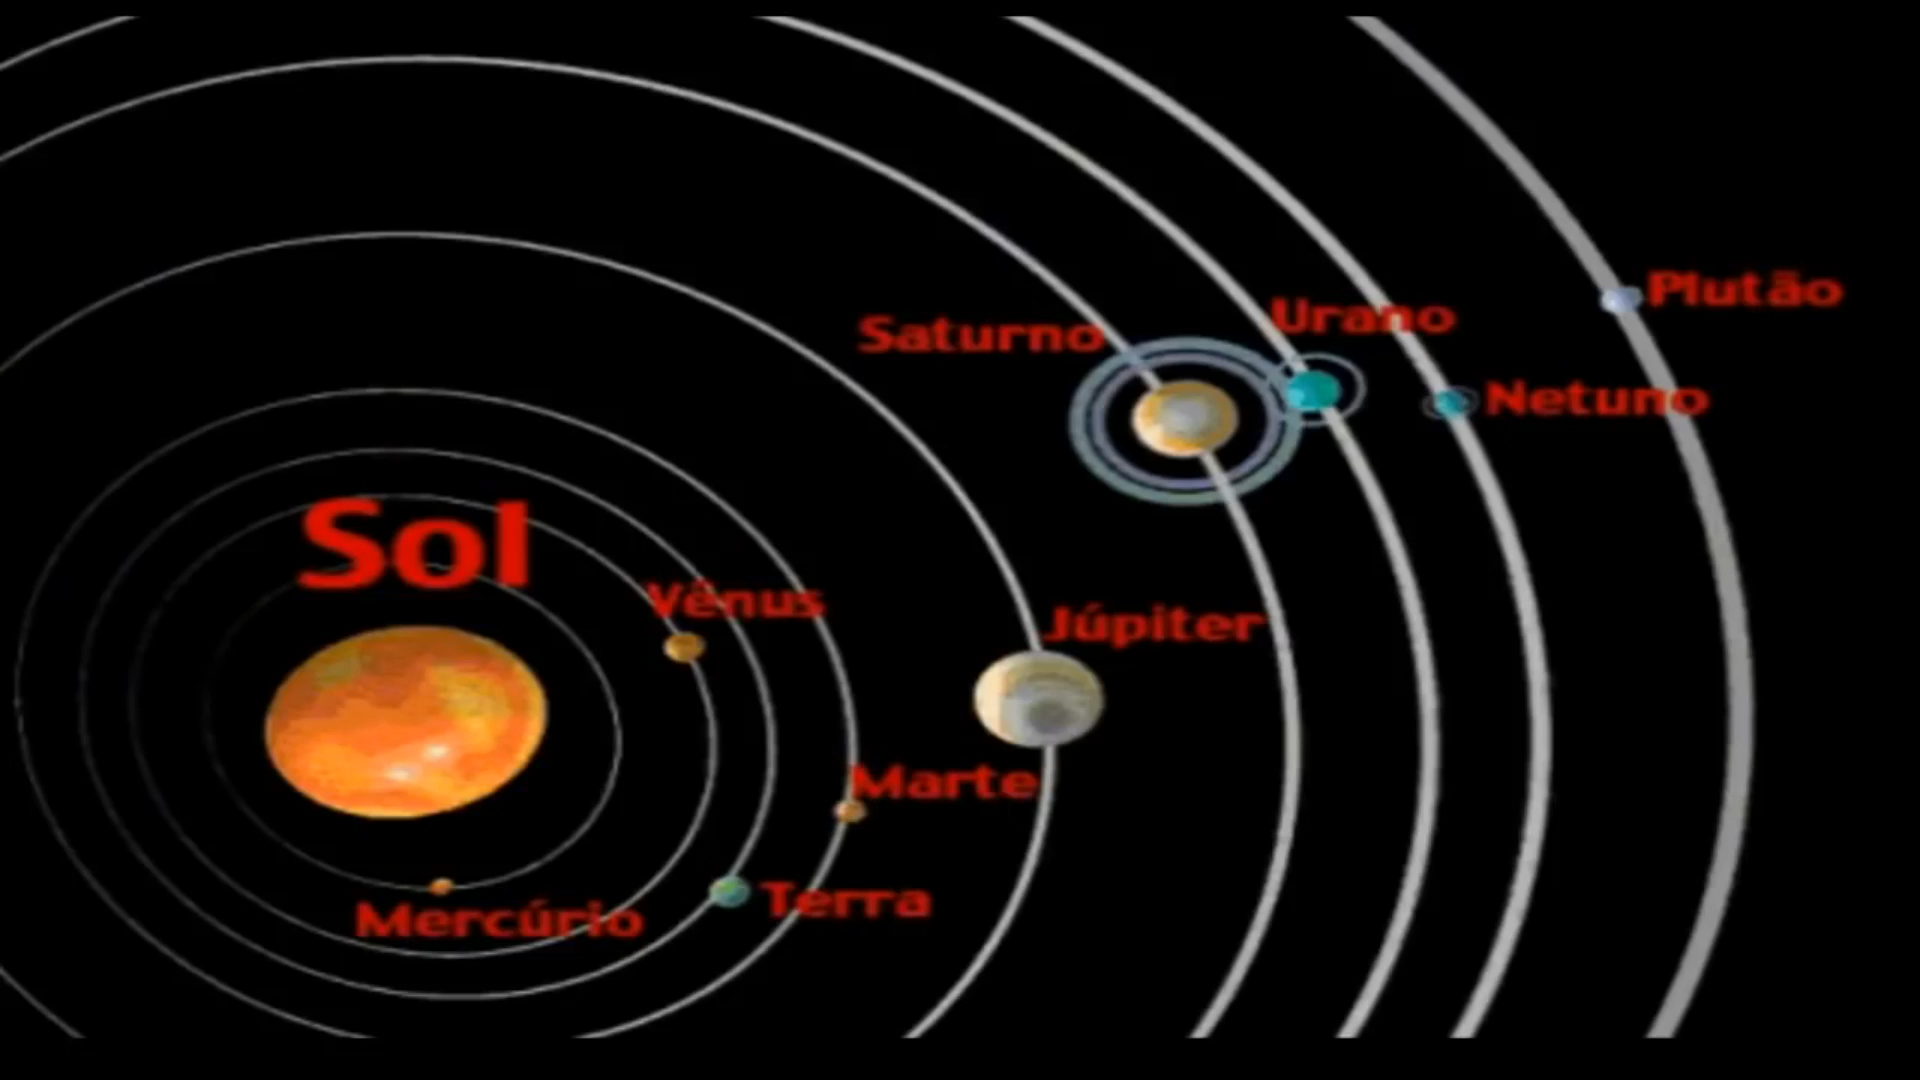 Plutão
Urano
Saturno
Netuno
Sol
Vênus
Júpiter
Marte
Terra
Mercúrio